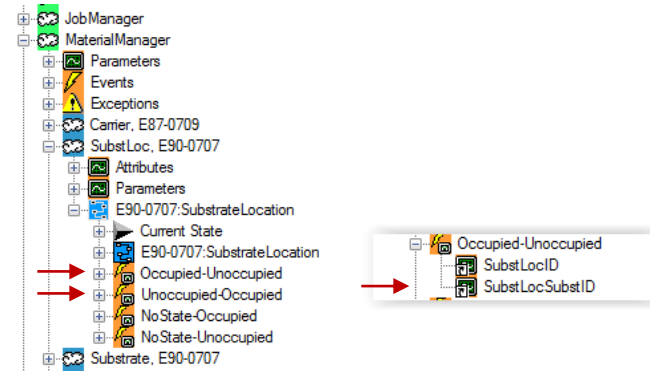 JobManager
MaterialManager
Parameters
Events
Exceptions
Carrier, E87-0709
SubstLoc, E90-0707
Attributes
Parameters
E90-0707:SubstrateLocation
Current State
E90-0707:SubstrateLocation
Occupied-Unoccupied
Unoccupied-Occupied
NoState-Occupied
NoState-Unoccupied
Substrate, E90-0707
Occupied-Unoccupied
SubstLocID
SubstLocSubstID